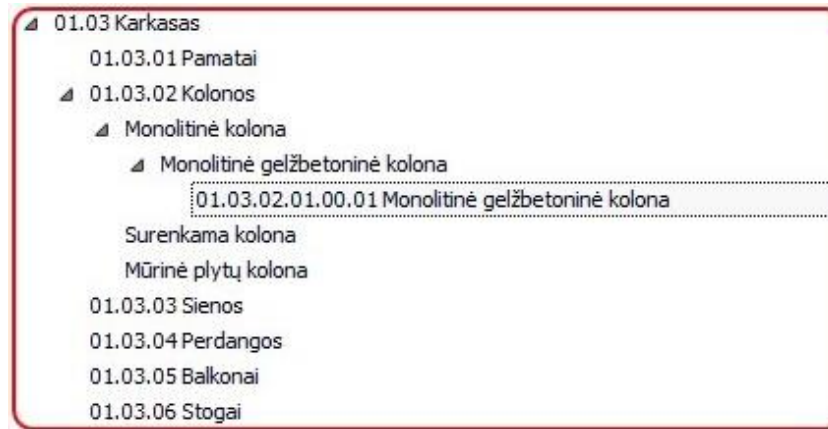 01.03 Karkasas
01.03.01 Pamatai
01.03.02 Kolonos
Monolitinė kolona
Monolitinė gelžbetoninė kolona
01.03.02.01.00.01 Monolitinė gelžbetoninė kolona
Surenkama kolona
Mūrinė plytų kolona
01.03.03 Sienos
01.03.04 Perdangos
01.03.05 Balkonai
01.03.06 Stogai